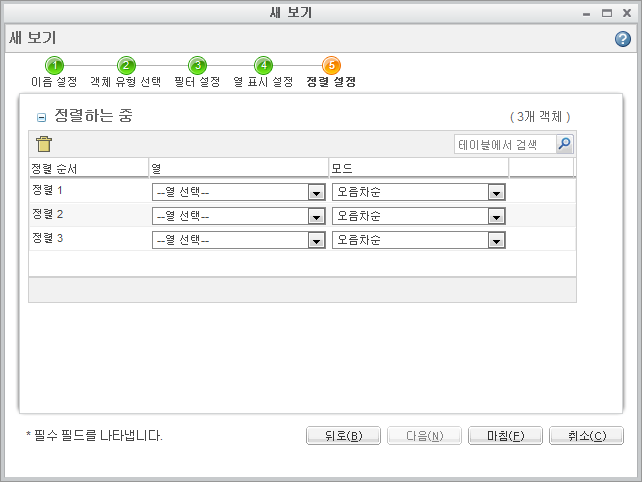 새 보기
새 보기
?
1 2 3 4 5
이름 설정 객체 유형 선택 필터 설정 열 표시 설정 정렬 설정
정렬하는 중 ( 3개 객체 )
테이블에서 검색
정렬 순서 열 모드
정렬 1 --열 선택-- 오름차순
정렬 2 --열 선택-- 오름차순
정렬 3 --열 선택-- 오름차순
* 필수 필드를 나타냅니다. 뒤로(B) 다음(N) 마침(F) 취소(C)